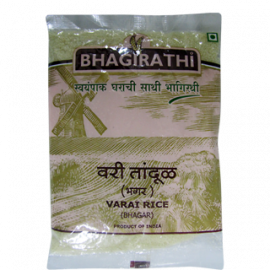 BHAGIRATHI
स्वयंपाक घराची साथी भागिरथी
वरी तांदूळ
(भगर)
VARAI RICE
(BHAGAR)
PRODUCT OF INDIA